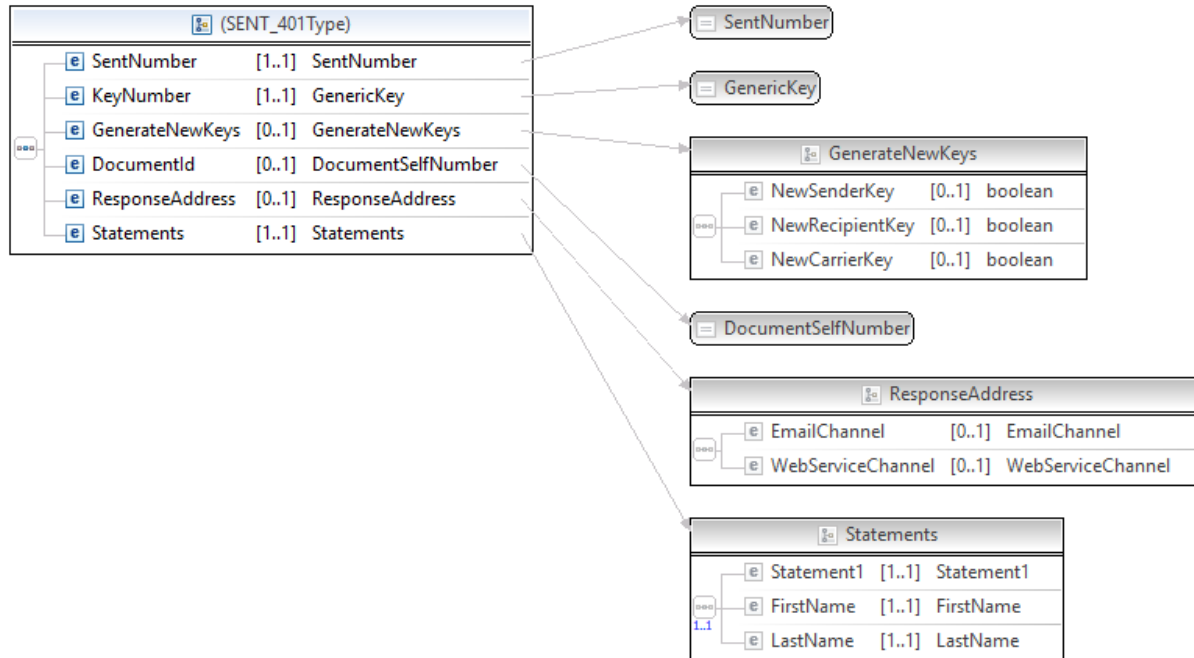 (SENT_401Type)
SentNumber [1..1] SentNumber
KeyNumber [1..1] GenericKey
GenerateNewKeys [0..1] GenerateNewKeys
DocumentId [0..1] DocumentSelfNumber
ResponseAddress [0..1] ResponseAddress
Statements [1..1] Statements
SentNumber
GenericKey
GenerateNewKeys
NewSenderKey [0..1] boolean
NewRecipientKey [0..1] boolean
NewCarrierKey [0..1] boolean
DocumentSelfNumber
ResponseAddress
EmailChannel [0..1] EmailChannel
WebServiceChannel [0..1] WebServiceChannel
Statements
Statement1 [1..1] Statement1
FirstName [1..1] FirstName
1..1
LastName [1..1] LastName